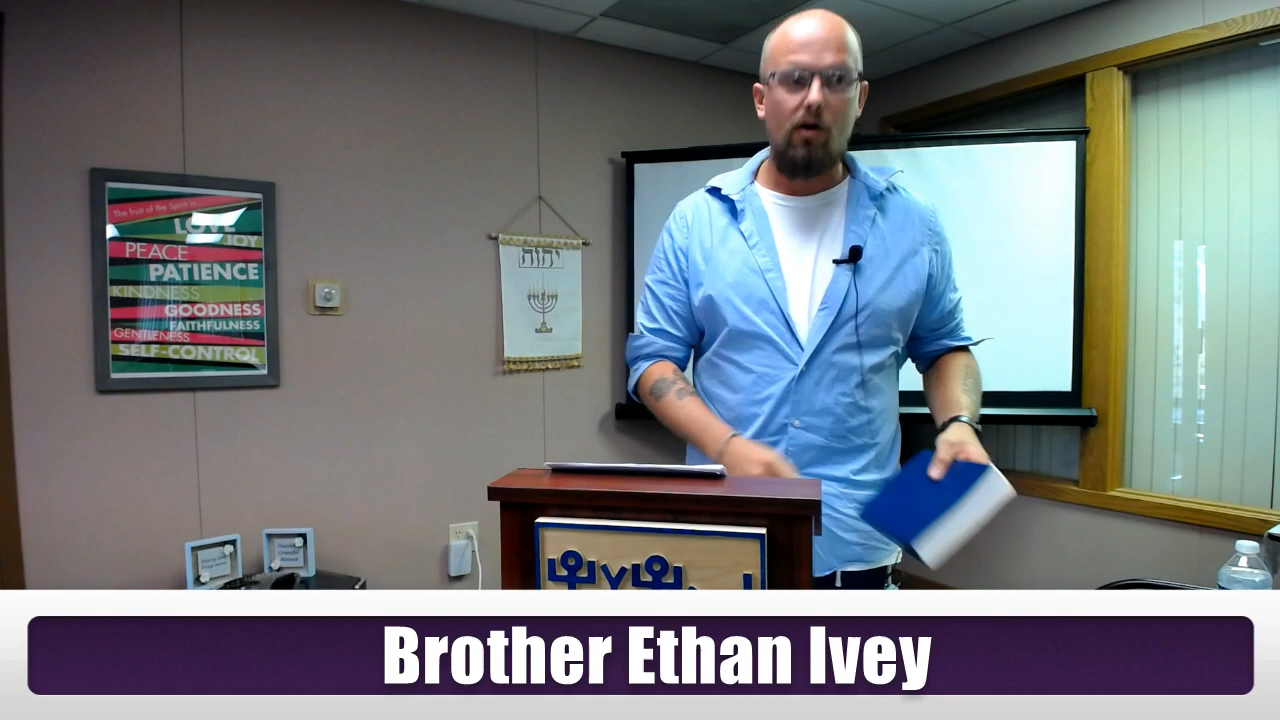 The fruit of the Spirit is...
LOVE
JOY
PEACE
PATIENCE
KINDNESS
GOODNESS
FAITHFULNESS
GENTLENESS
SELF-CONTROL
יהוה
Brother Ethan Ivey